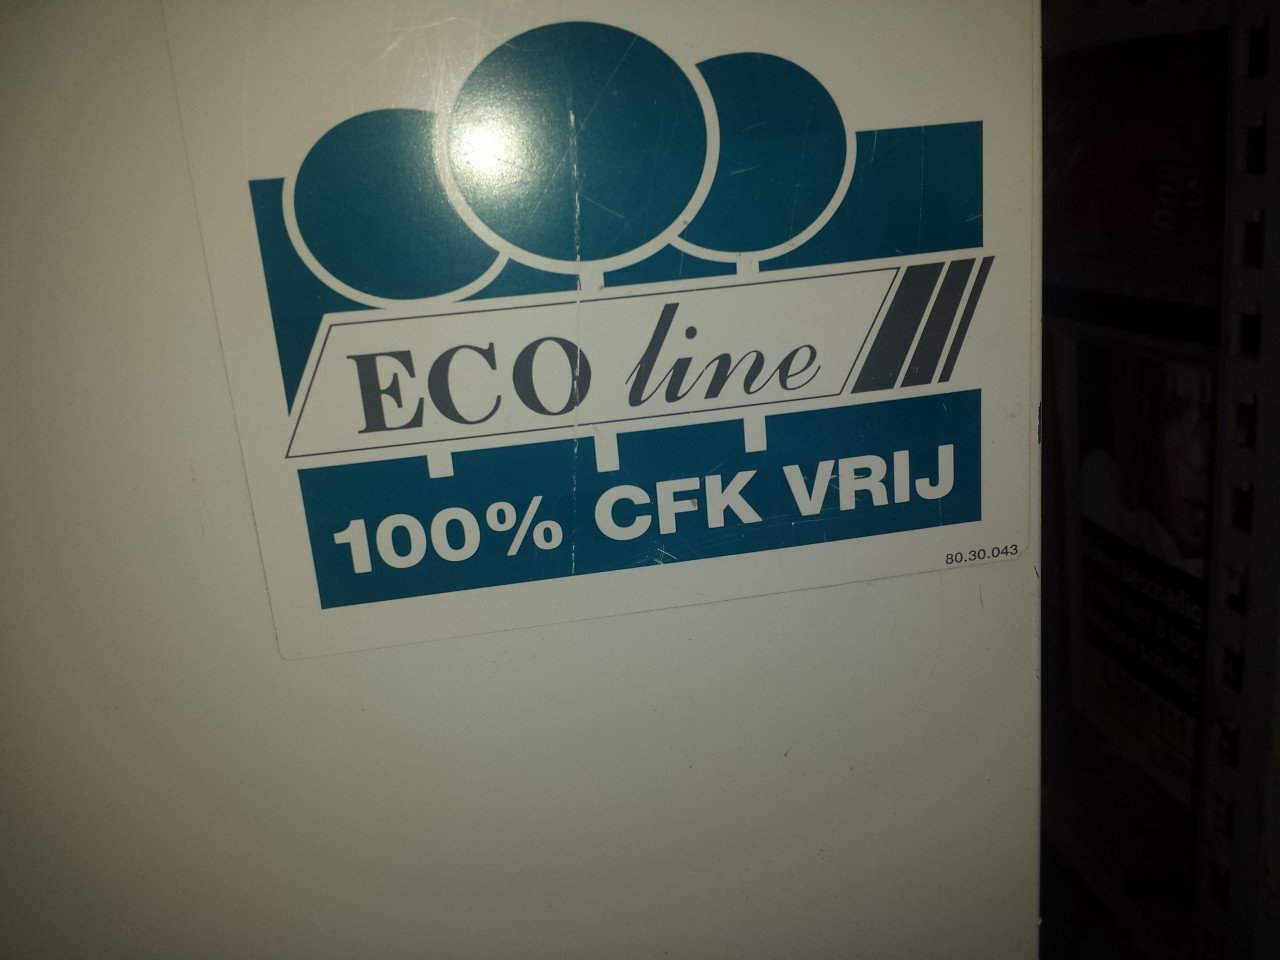 ECO line
100% CFK VRIJ
80.30.043